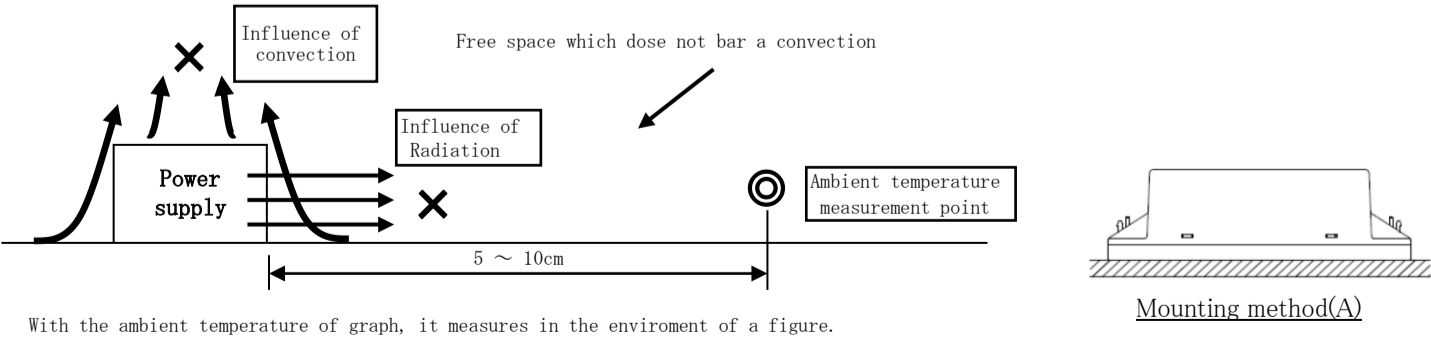 Influence of
convection
Free space which dose not bar a convection
Influence of
Radiation
Power
supply
Ambient temperature
measurement point
5 ～ 10cm
Mounting method(A)
With the ambient temperature of graph, it measures in the enviroment of a figure.